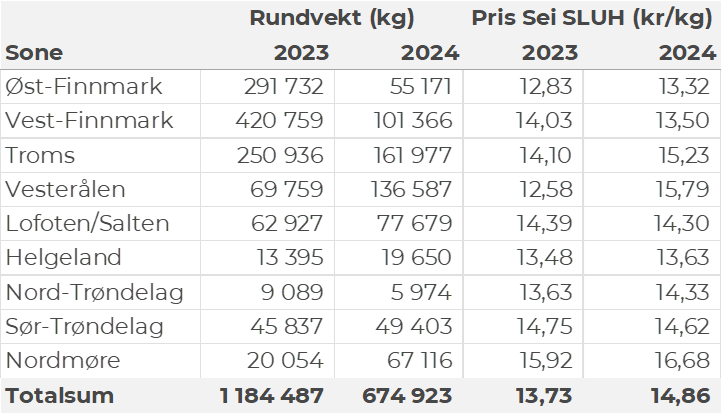 Rundvekt (kg) Pris Sei SLUH (kr/kg)
Sone 2023 2024 2023 2024
Øst-Finnmark 291 732 55 171 12,83 13,32
Vest-Finnmark 420 759 101 366 14,03 13,50
Troms 250 936 161 977 14,10 15,23
Vesterålen 69 759 136 587 12,58 15,79
Lofoten/Salten 62 927 77 679 14,39 14,30
Helgeland 13 395 19 650 13,48 13,63
Nord-Trøndelag 9 089 5 974 13,63 14,33
Sør-Trøndelag 45 837 49 403 14,75 14,62
Nordmøre 20 054 67 116 15,92 16,68
Totalsum 1 184 487 674 923 13,73 14,86